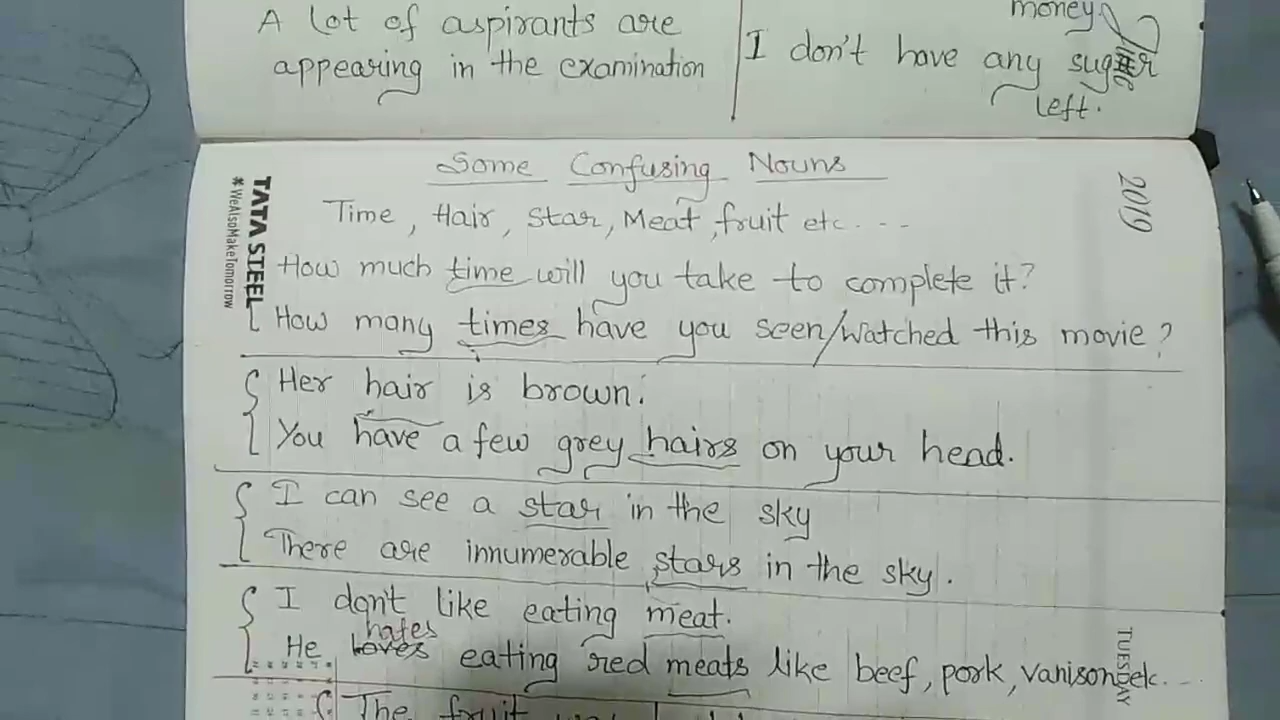 A lot of aspirants are
appearing in the examination
money
I don't have any sugar
left.
Some Confusing Nouns
2019
TATA STEEL
#WeAlsoMakeTomorrow
Time, Hair, Star, Meat, fruit etc....
How much time will you take to complete it?
How many times have you seen/watched this movie?
Her hair is brown.
You have a few grey hairs on your head.
I can see a star in the sky
There are innumerable stars in the sky.
I don't like eating meat.
hates
He loves eating red meats like beef, pork, vanison etc...
TUESDAY
The fruit